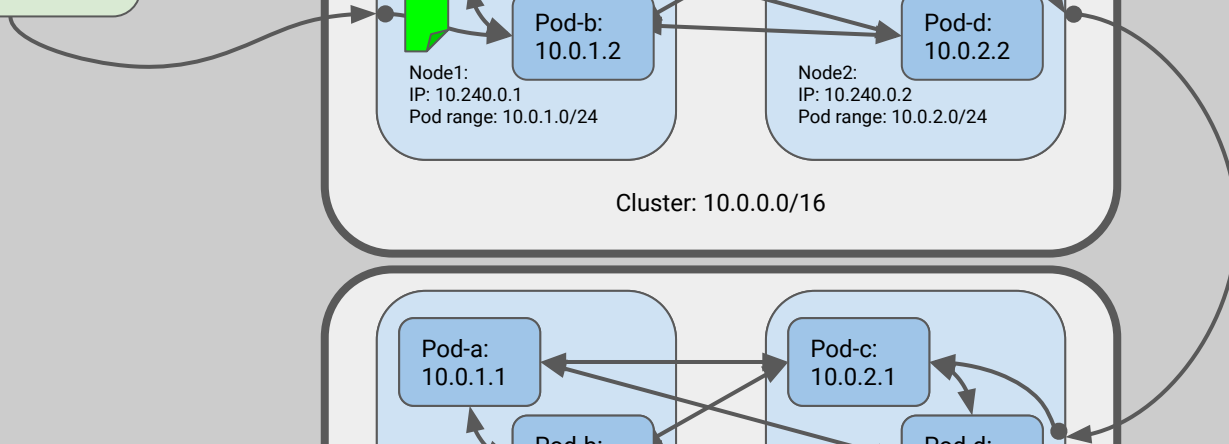 Pod-b:
10.0.1.2
Node1:
IP: 10.240.0.1
Pod range: 10.0.1.0/24
Pod-d:
10.0.2.2
Node2:
IP: 10.240.0.2
Pod range: 10.0.2.0/24
Cluster: 10.0.0.0/16
Pod-a:
10.0.1.1
Pod-c:
10.0.2.1
Pod-b:
Pod-d: